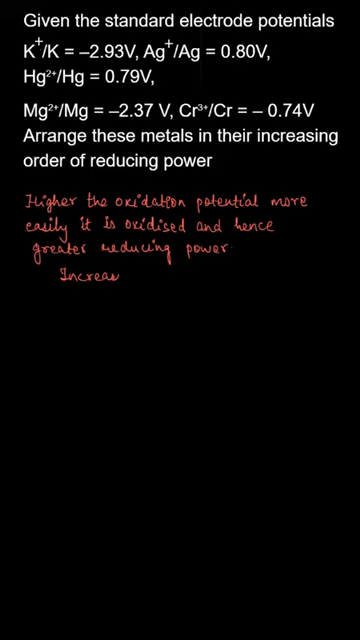 Given the standard electrode potentials
K⁺/K = –2.93V, Ag⁺/Ag = 0.80V,
Hg²⁺/Hg = 0.79V,
Mg²⁺/Mg = –2.37 V, Cr³⁺/Cr = – 0.74V
Arrange these metals in their increasing
order of reducing power
Higher the oxidation potential more
easily it is oxidised and hence
greater reducing power
Increas